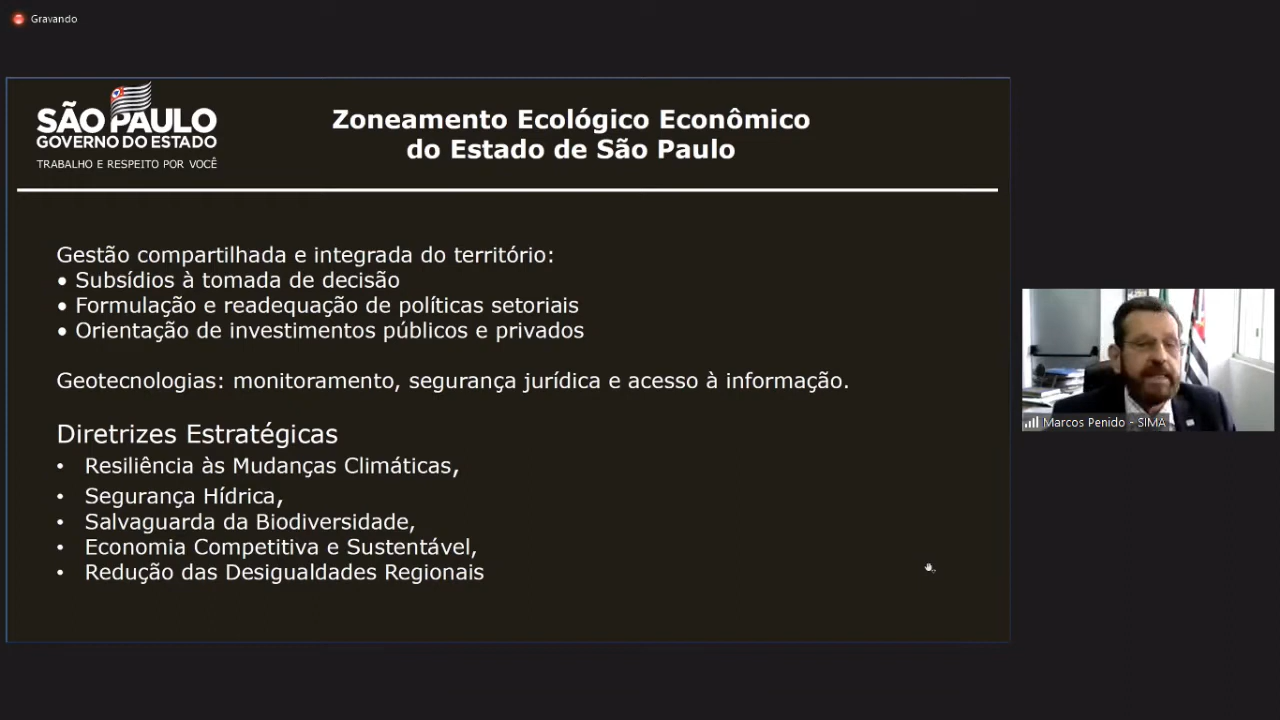 Gravando
SÃO PAULO
GOVERNO DO ESTADO
TRABALHO E RESPEITO POR VOCÊ
Zoneamento Ecológico Econômico
do Estado de São Paulo
Gestão compartilhada e integrada do território:
• Subsídios à tomada de decisão
• Formulação e readequação de políticas setoriais
• Orientação de investimentos públicos e privados
Geotecnologias: monitoramento, segurança jurídica e acesso à informação.
Diretrizes Estratégicas
• Resiliência às Mudanças Climáticas,
• Segurança Hídrica,
• Salvaguarda da Biodiversidade,
• Economia Competitiva e Sustentável,
• Redução das Desigualdades Regionais
Marcos Penido - SIMA